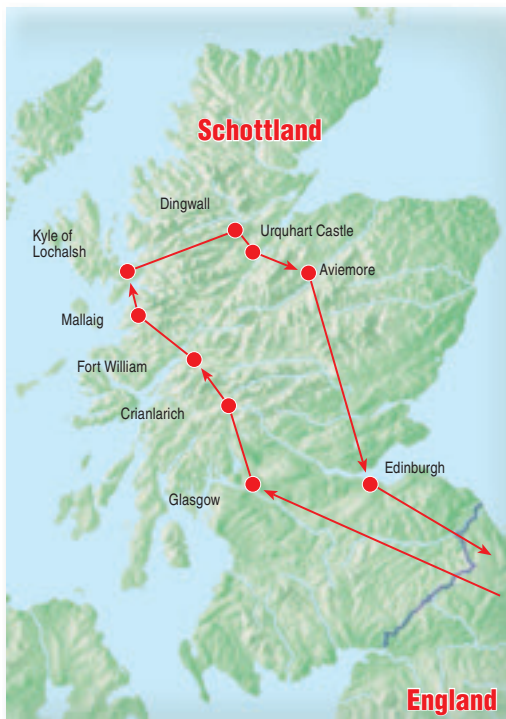 Schottland
Dingwall
Urquhart Castle
Kyle of
Lochalsh
Aviemore
Mallaig
Fort William
Crianlarich
Edinburgh
Glasgow
England